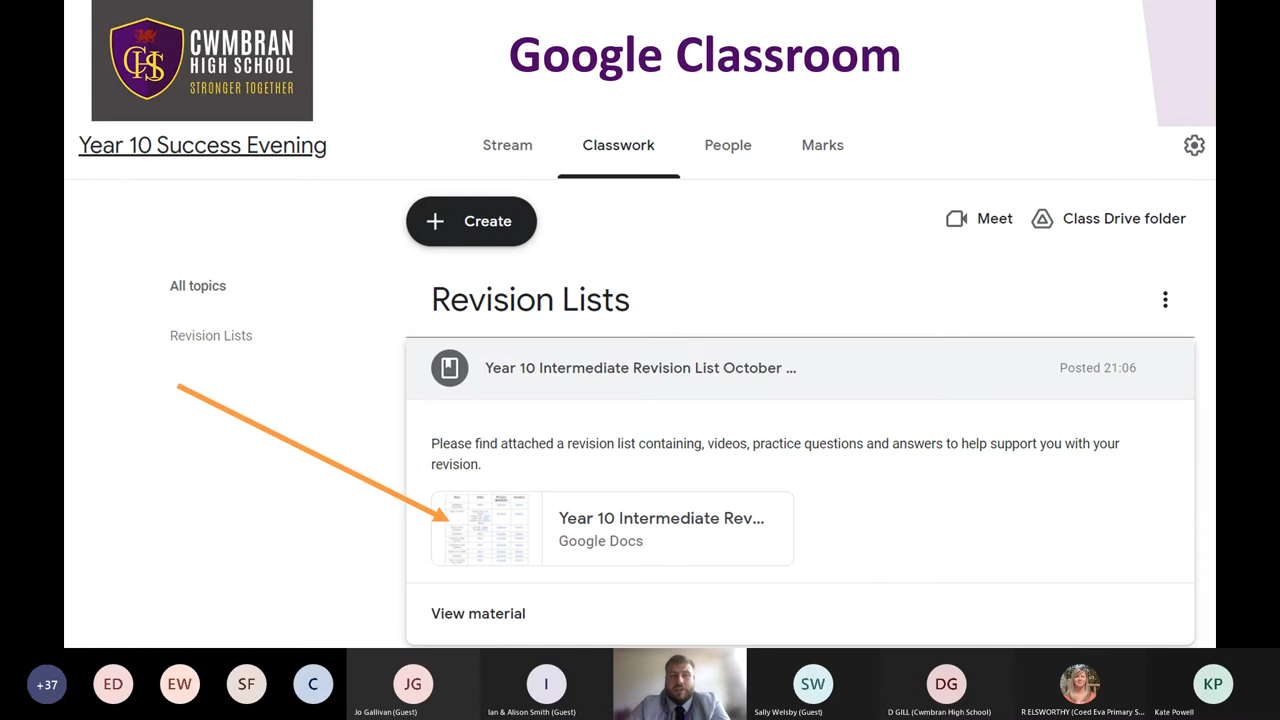 CWMBRAN
HIGH SCHOOL
STRONGER TOGETHER
CHS
Google Classroom
Year 10 Success Evening
Stream
Classwork
People
Marks
Create
Meet
Class Drive folder
All topics
Revision Lists
Revision Lists
Year 10 Intermediate Revision List October ...
Posted 21:06
Please find attached a revision list containing, videos, practice questions and answers to help support you with your
revision.
Year 10 Intermediate Rev...
Google Docs
View material
+37
ED
EW
SF
C
JG
I
SW
DG
KP
Jo Gallivan (Guest)
Ian & Alison Smith (Guest)
Sally Welsby (Guest)
D GILL (Cwmbran High School)
R ELSWORTHY (Coed Eva Primary S...
Kate Powell